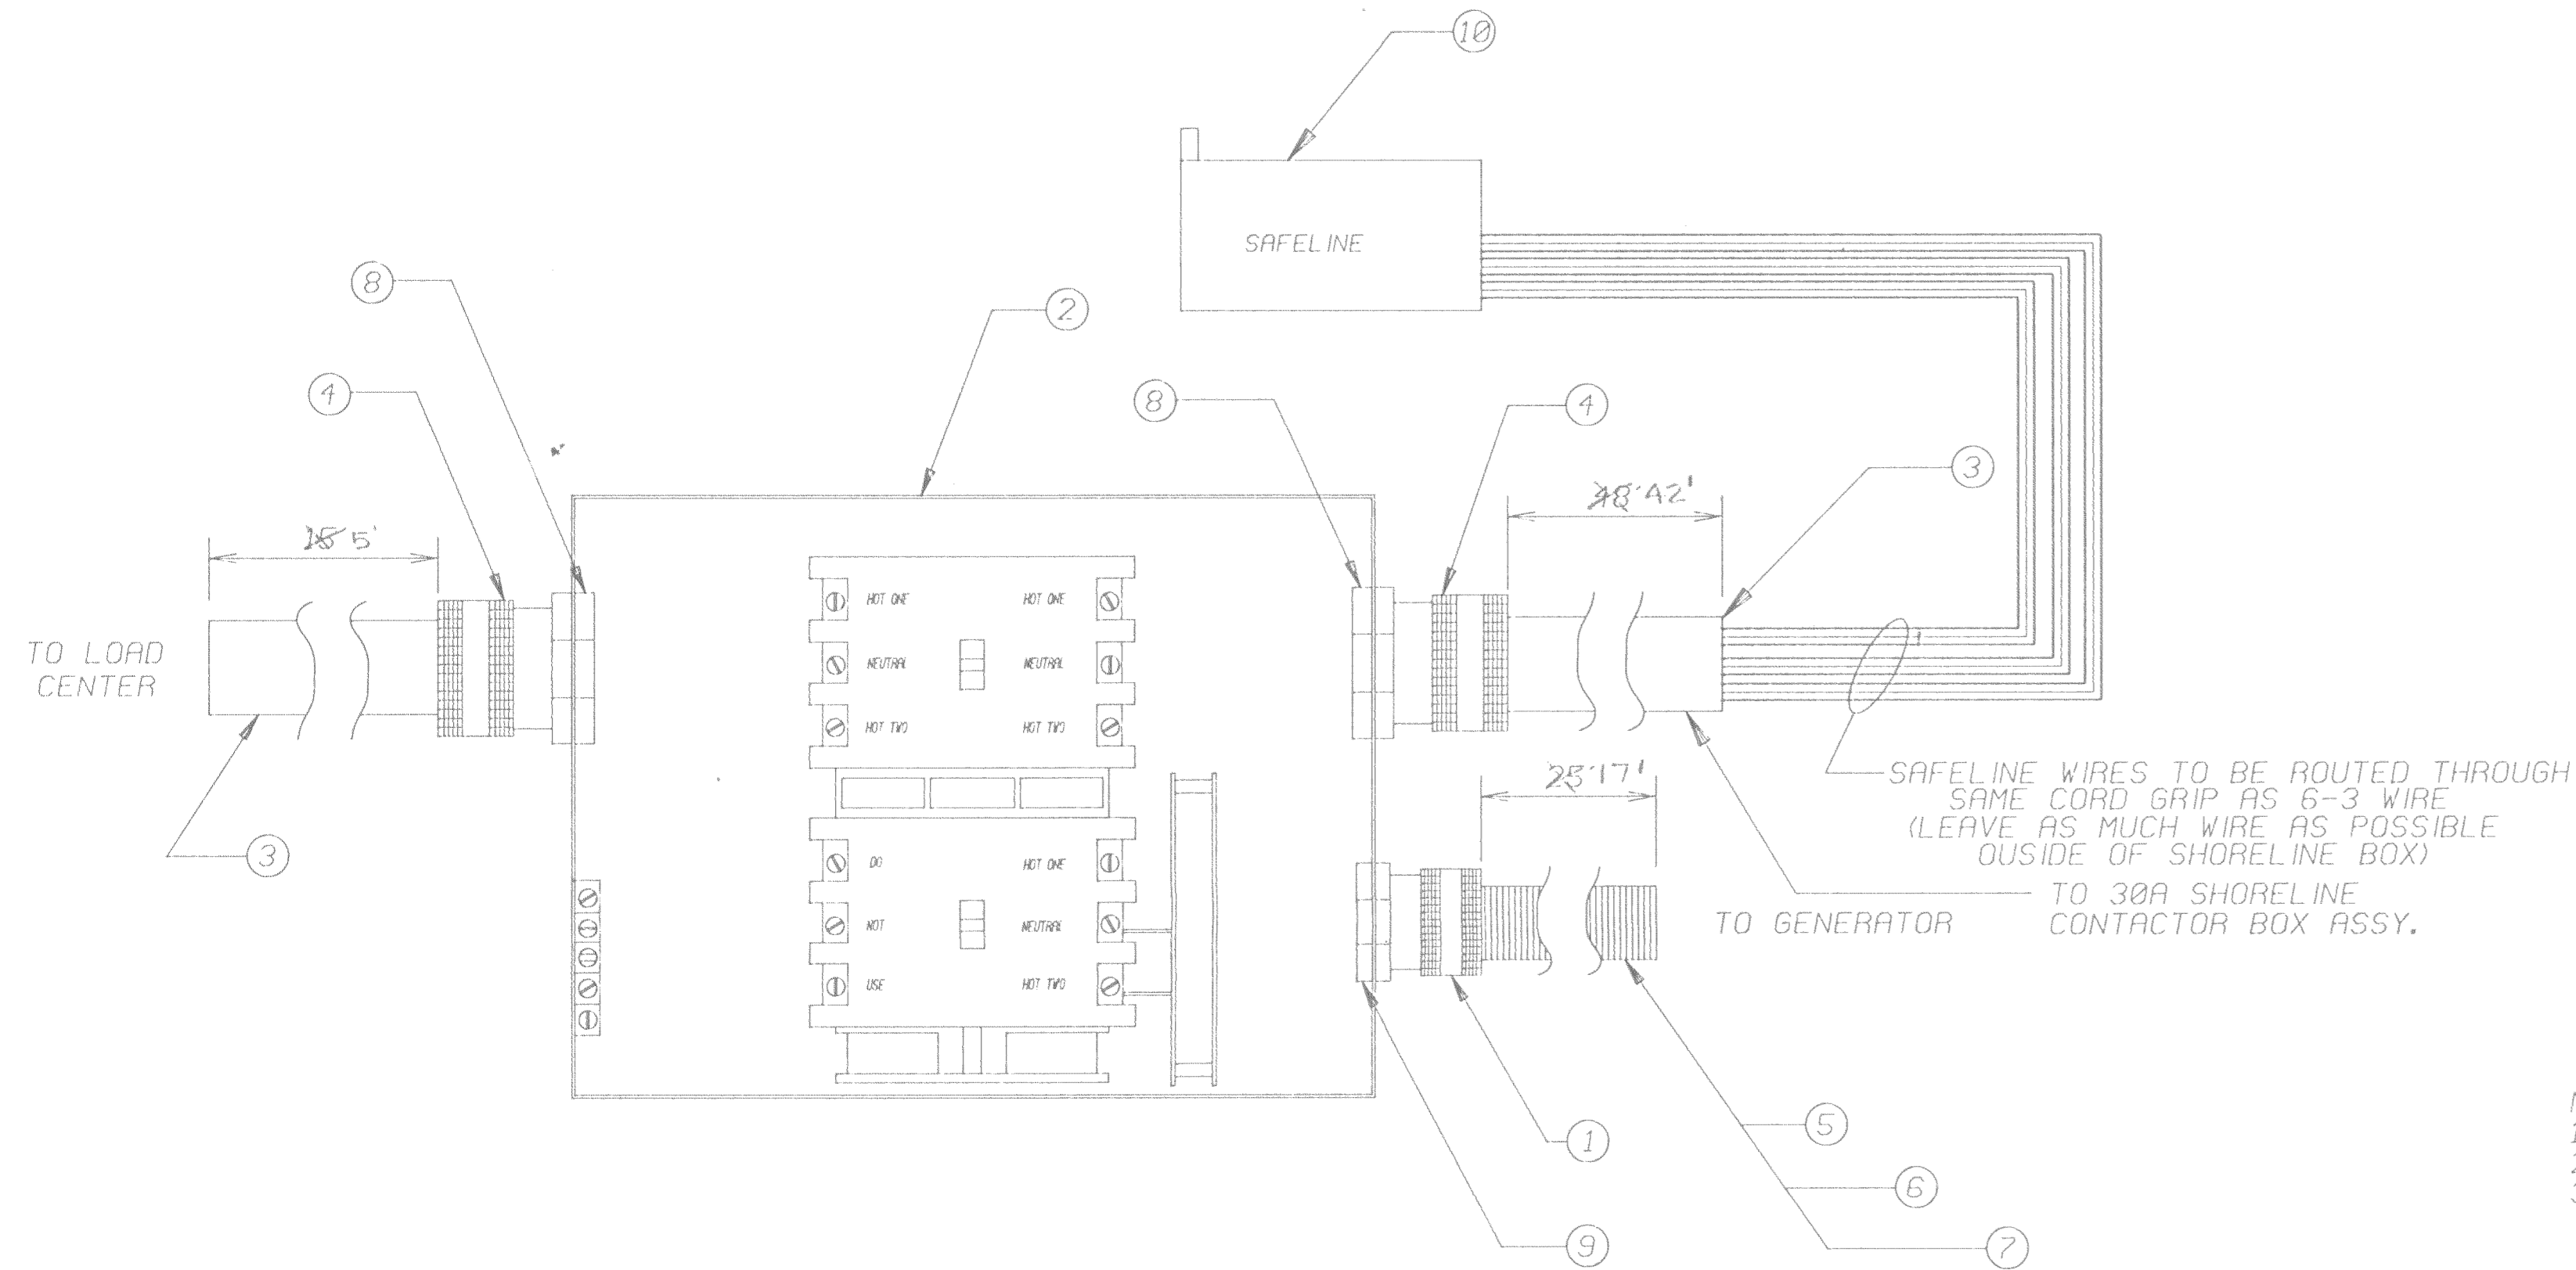 10
SAFELINE
8
2
4
8
4
3
15 5'
48' 42'
TO LOAD
CENTER
HOT ONE HOT ONE
NEUTRAL NEUTRAL
HOT TWO HOT TWO
DO HOT ONE
NOT NEUTRAL
USE HOT TWO
3
25' 17'
SAFELINE WIRES TO BE ROUTED THROUGH
SAME CORD GRIP AS 6-3 WIRE
(LEAVE AS MUCH WIRE AS POSSIBLE
OUSIDE OF SHORELINE BOX)
TO GENERATOR
TO 30A SHORELINE
CONTACTOR BOX ASSY.
5
1
6
9
7